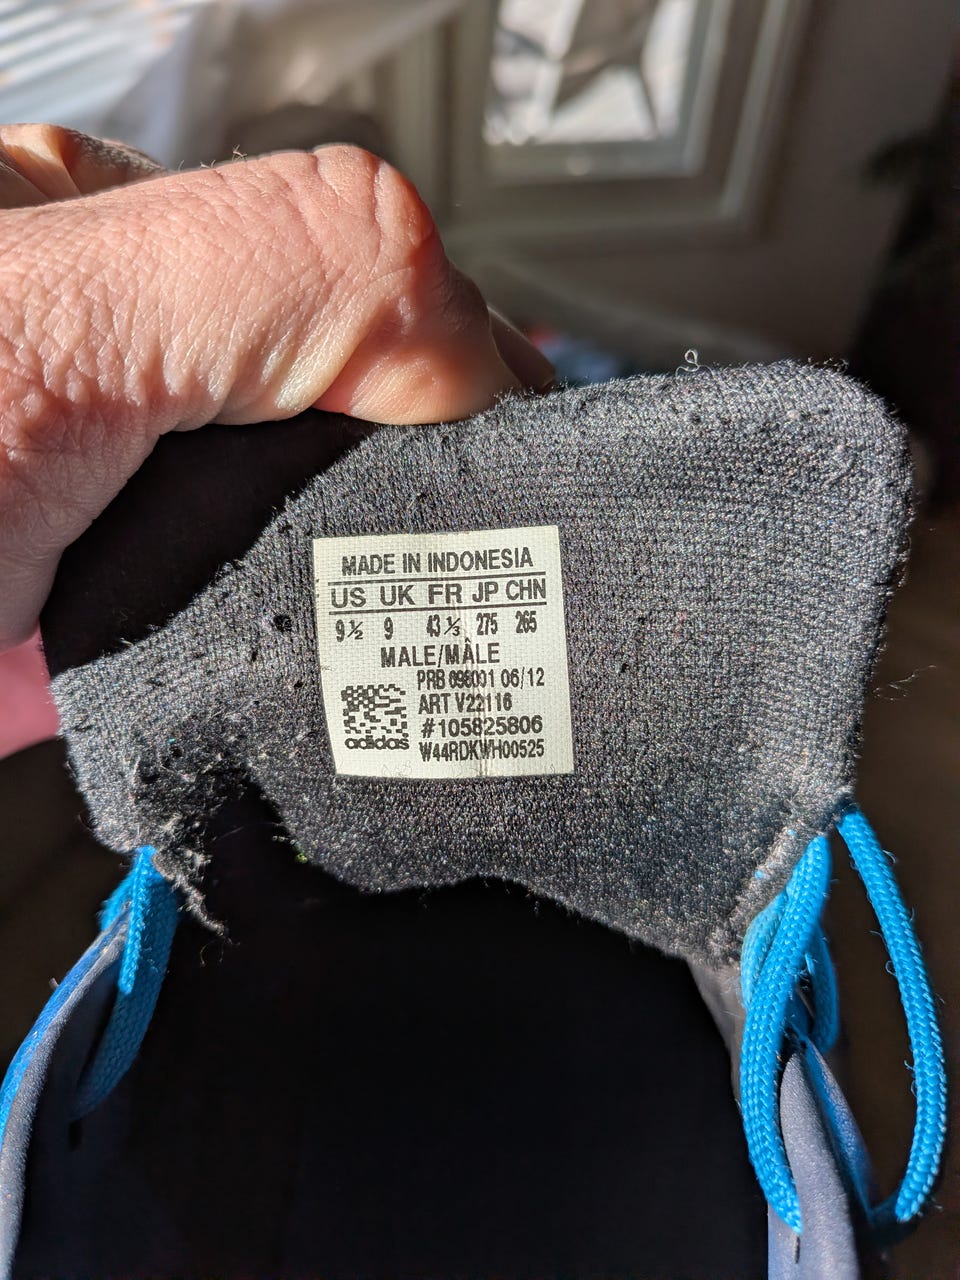 MADE IN INDONESIA
US UK FR JP CHN
9½ 9 43⅓ 275 265
MALE/MÂLE
PRB 098001 06/12
ART V22116
#105825806
adidas W44RDKWH00525